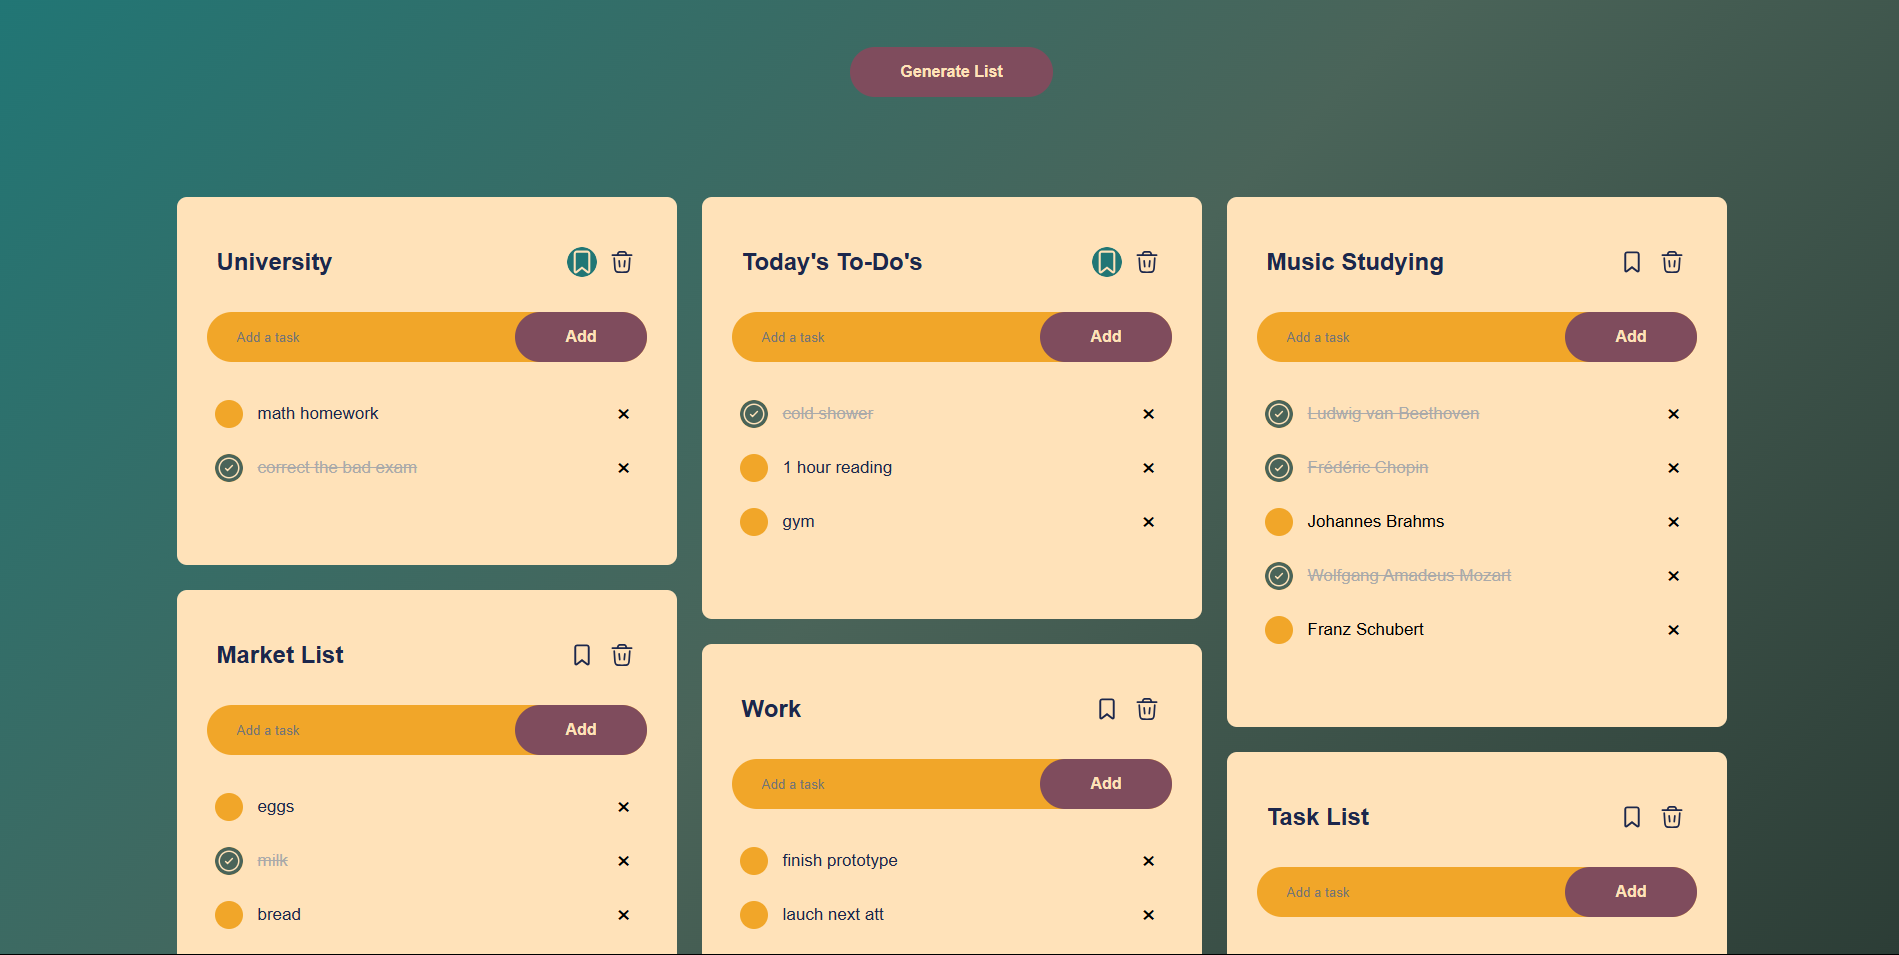 Generate List
University
Add a task
Add
math homework
correct the bad exam
Today's To-Do's
Add a task
Add
cold shower
1 hour reading
gym
Music Studying
Add a task
Add
Ludwig van Beethoven
Frédéric Chopin
Johannes Brahms
Wolfgang Amadeus Mozart
Franz Schubert
Market List
Add a task
Add
eggs
milk
bread
Work
Add a task
Add
finish prototype
lauch next att
Task List
Add a task
Add